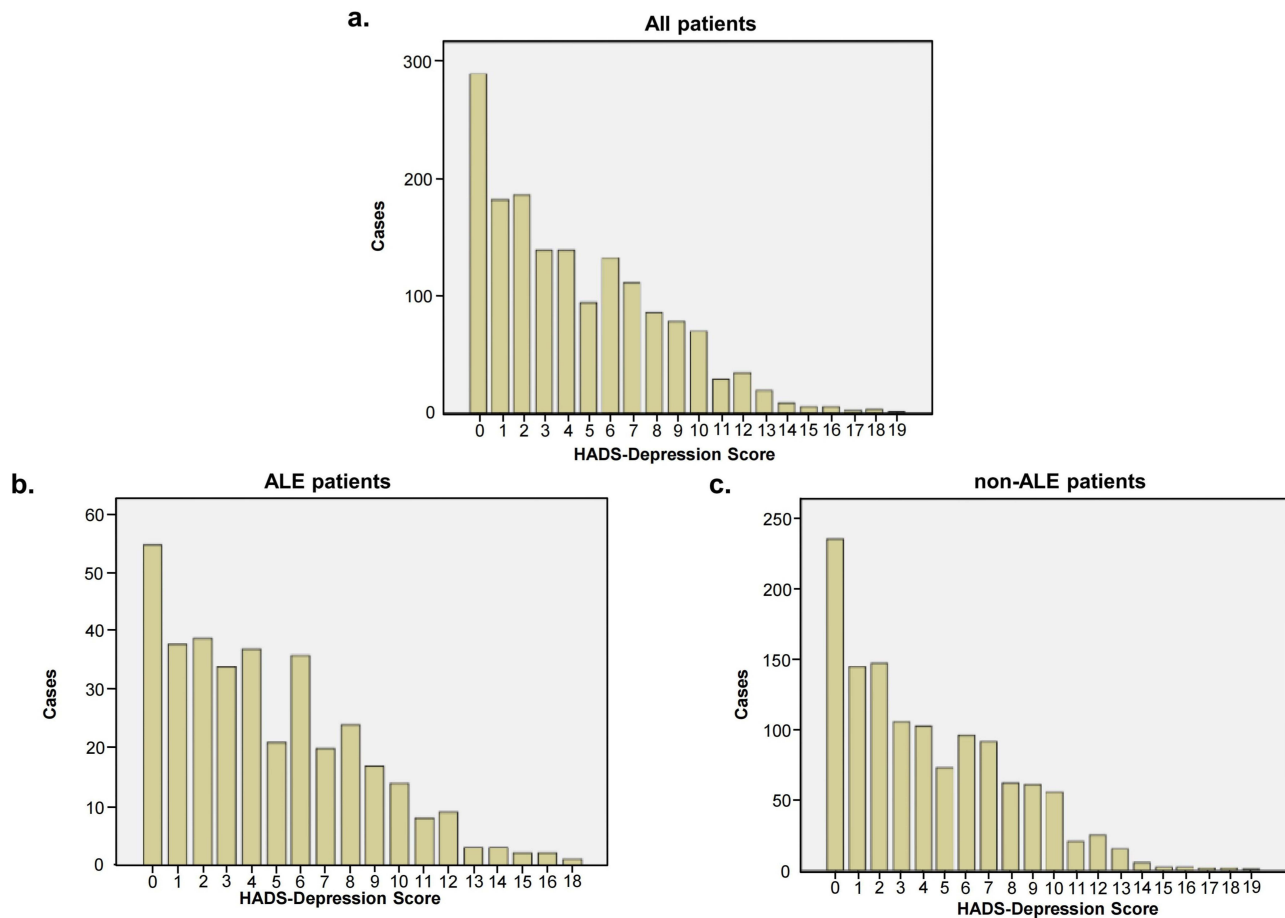 a.
All patients
300
200
100
0
Cases
0 1 2 3 4 5 6 7 8 9 10 11 12 13 14 15 16 17 18 19
HADS-Depression Score
b.
ALE patients
60
50
40
30
20
10
0
Cases
0 1 2 3 4 5 6 7 8 9 10 11 12 13 14 15 16 18
HADS-Depression Score
c.
non-ALE patients
250
200
150
100
50
0
Cases
0 1 2 3 4 5 6 7 8 9 10 11 12 13 14 15 16 17 18 19
HADS-Depression Score